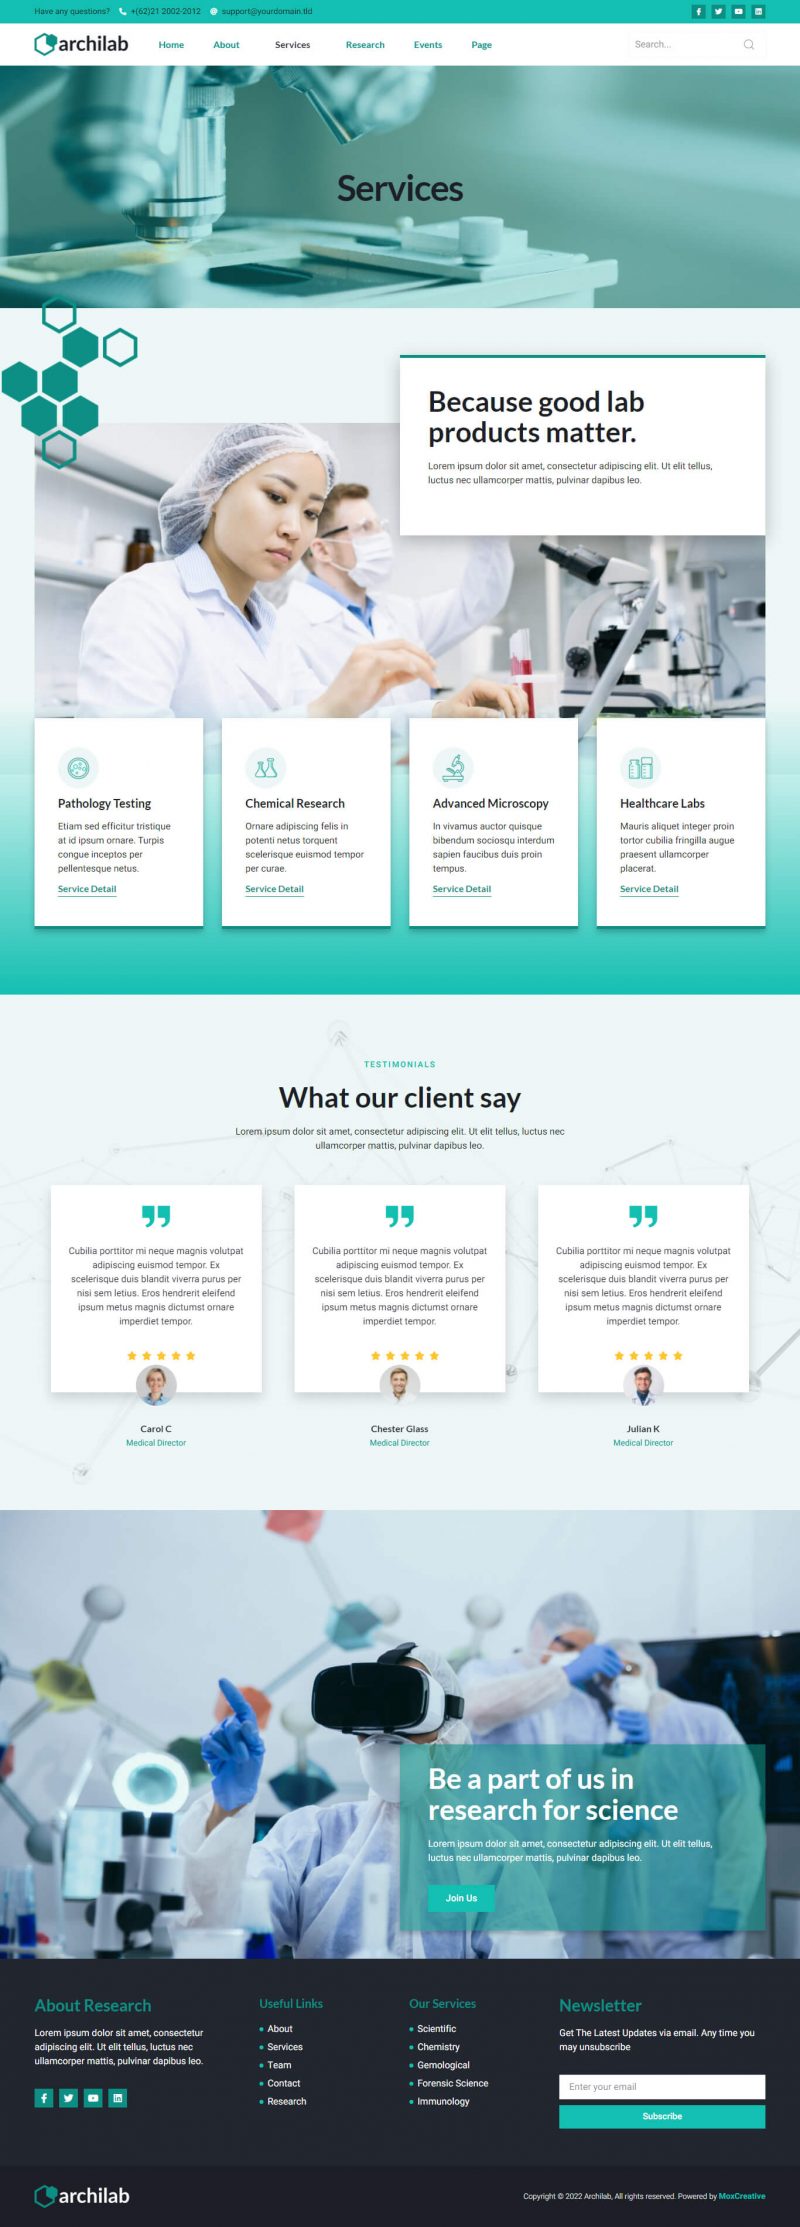 Have any questions? +(62)21 2002-2012 support@yourdomain.tld
archilab Home About Services Research Events Page Search...
Services
Because good lab
products matter.
Lorem ipsum dolor sit amet, consectetur adipiscing elit. Ut elit tellus,
luctus nec ullamcorper mattis, pulvinar dapibus leo.
Pathology Testing
Etiam sed efficitur tristique
at id ipsum ornare. Turpis
congue inceptos per
pellentesque netus.
Service Detail
Chemical Research
Ornare adipiscing felis in
potenti netus torquent
scelerisque euismod tempor
per curae.
Service Detail
Advanced Microscopy
In vivamus auctor quisque
bibendum sociosqu interdum
sapien faucibus duis proin
tempus.
Service Detail
Healthcare Labs
Mauris aliquet integer proin
tortor cubilia fringilla augue
praesent ullamcorper
placerat.
Service Detail
TESTIMONIALS
What our client say
Lorem ipsum dolor sit amet, consectetur adipiscing elit. Ut elit tellus, luctus nec
ullamcorper mattis, pulvinar dapibus leo.
Cubilia porttitor mi neque magnis volutpat
adipiscing euismod tempor. Ex
scelerisque duis blandit viverra purus per
nisi sem letius. Eros hendrerit eleifend
ipsum metus magnis dictumst ornare
imperdiet tempor.
Carol C
Medical Director
Cubilia porttitor mi neque magnis volutpat
adipiscing euismod tempor. Ex
scelerisque duis blandit viverra purus per
nisi sem letius. Eros hendrerit eleifend
ipsum metus magnis dictumst ornare
imperdiet tempor.
Chester Glass
Medical Director
Cubilia porttitor mi neque magnis volutpat
adipiscing euismod tempor. Ex
scelerisque duis blandit viverra purus per
nisi sem letius. Eros hendrerit eleifend
ipsum metus magnis dictumst ornare
imperdiet tempor.
Julian K
Medical Director
Be a part of us in
research for science
Lorem ipsum dolor sit amet, consectetur adipiscing elit. Ut elit tellus,
luctus nec ullamcorper mattis, pulvinar dapibus leo.
Join Us
About Research
Lorem ipsum dolor sit amet, consectetur
adipiscing elit. Ut elit tellus, luctus nec
ullamcorper mattis, pulvinar dapibus leo.
Useful Links
About
Services
Team
Contact
Research
Our Services
Scientific
Chemistry
Gemological
Forensic Science
Immunology
Newsletter
Get The Latest Updates via email. Any time you
may unsubscribe
Enter your email
Subscribe
archilab
Copyright © 2022 Archilab, All rights reserved. Powered by MoxCreative